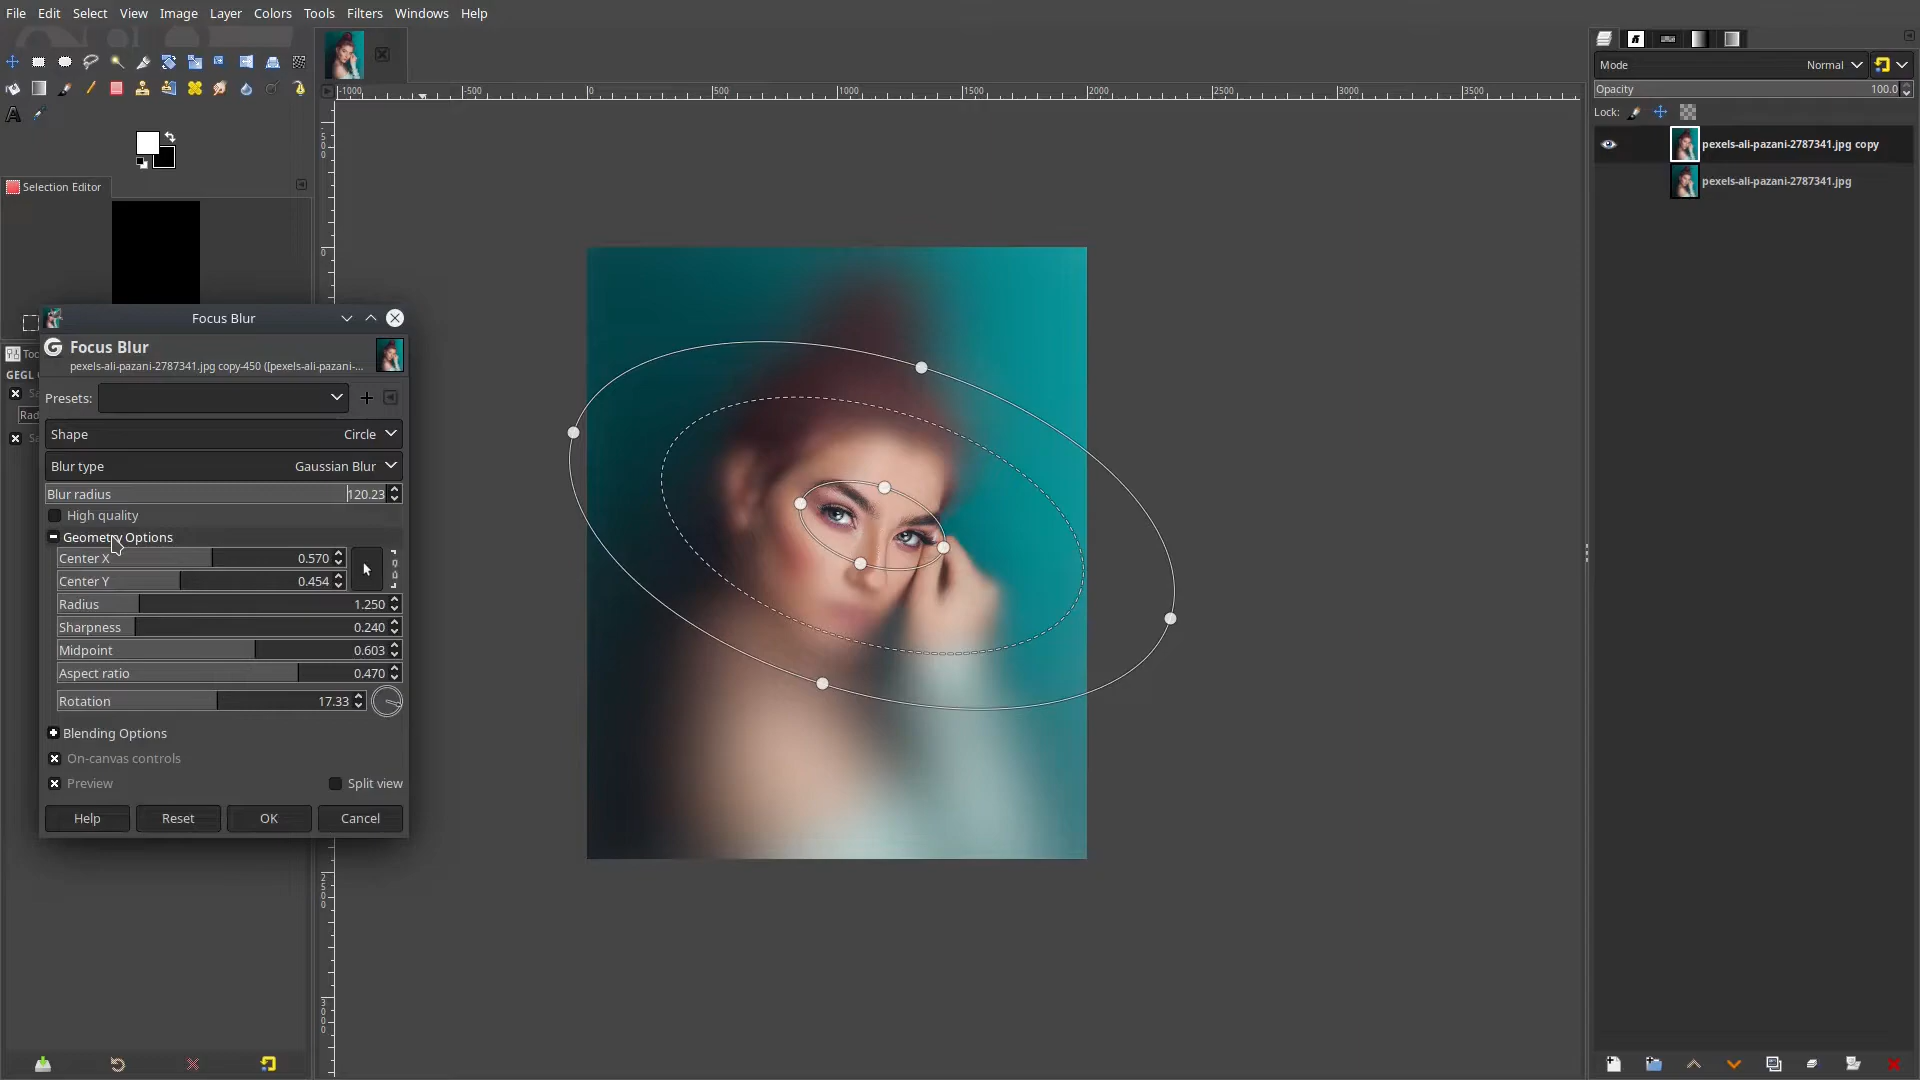 File Edit Select View Image Layer Colors Tools Filters Windows Help
-1000 -500 0 500 1000 1500 2000 2500 3000 3500
Mode Normal
Opacity 100.0
Lock:
pexels-ali-pazani-2787341.jpg copy
pexels-ali-pazani-2787341.jpg
Selection Editor
GEGL
Rad
Focus Blur
Focus Blur
pexels-ali-pazani-2787341.jpg copy-450 ([pexels-ali-pazani-...
Presets:
Shape Circle
Blur type Gaussian Blur
Blur radius 120.23
High quality
Geometry Options
Center X 0.570
Center Y 0.454
Radius 1.250
Sharpness 0.240
Midpoint 0.603
Aspect ratio 0.470
Rotation 17.33
Blending Options
On-canvas controls
Preview Split view
Help Reset OK Cancel